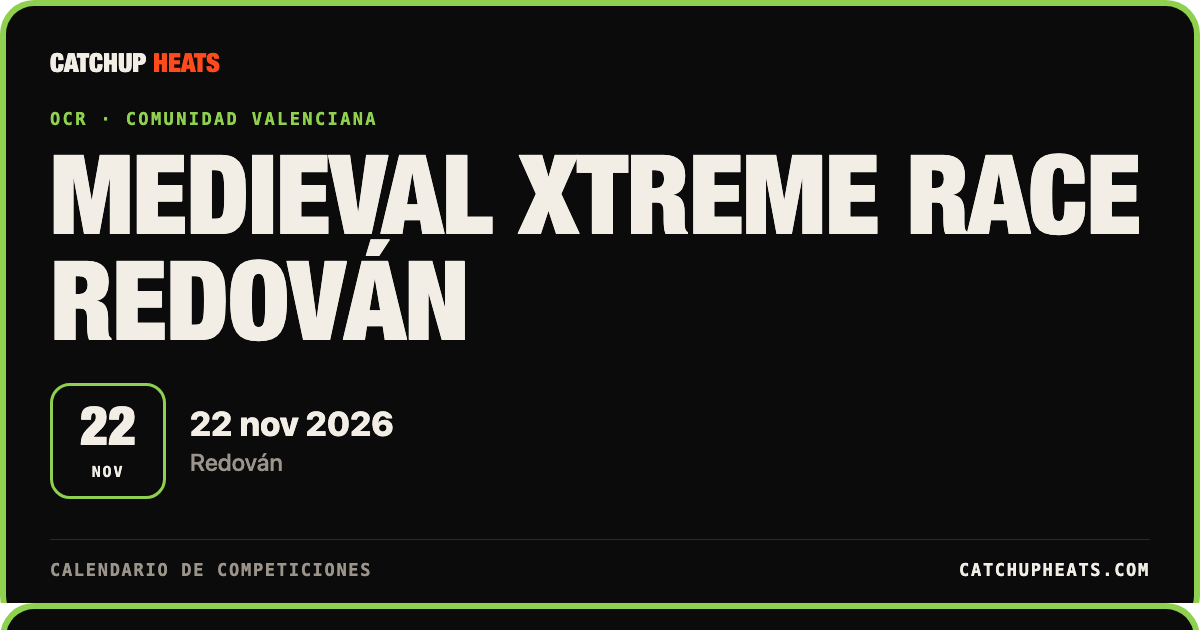 CATCHUP HEATS
OCR · COMUNIDAD VALENCIANA
MEDIEVAL XTREME RACE
REDOVÁN
22
NOV
22 nov 2026
Redován
CALENDARIO DE COMPETICIONES
CATCHUPHEATS.COM